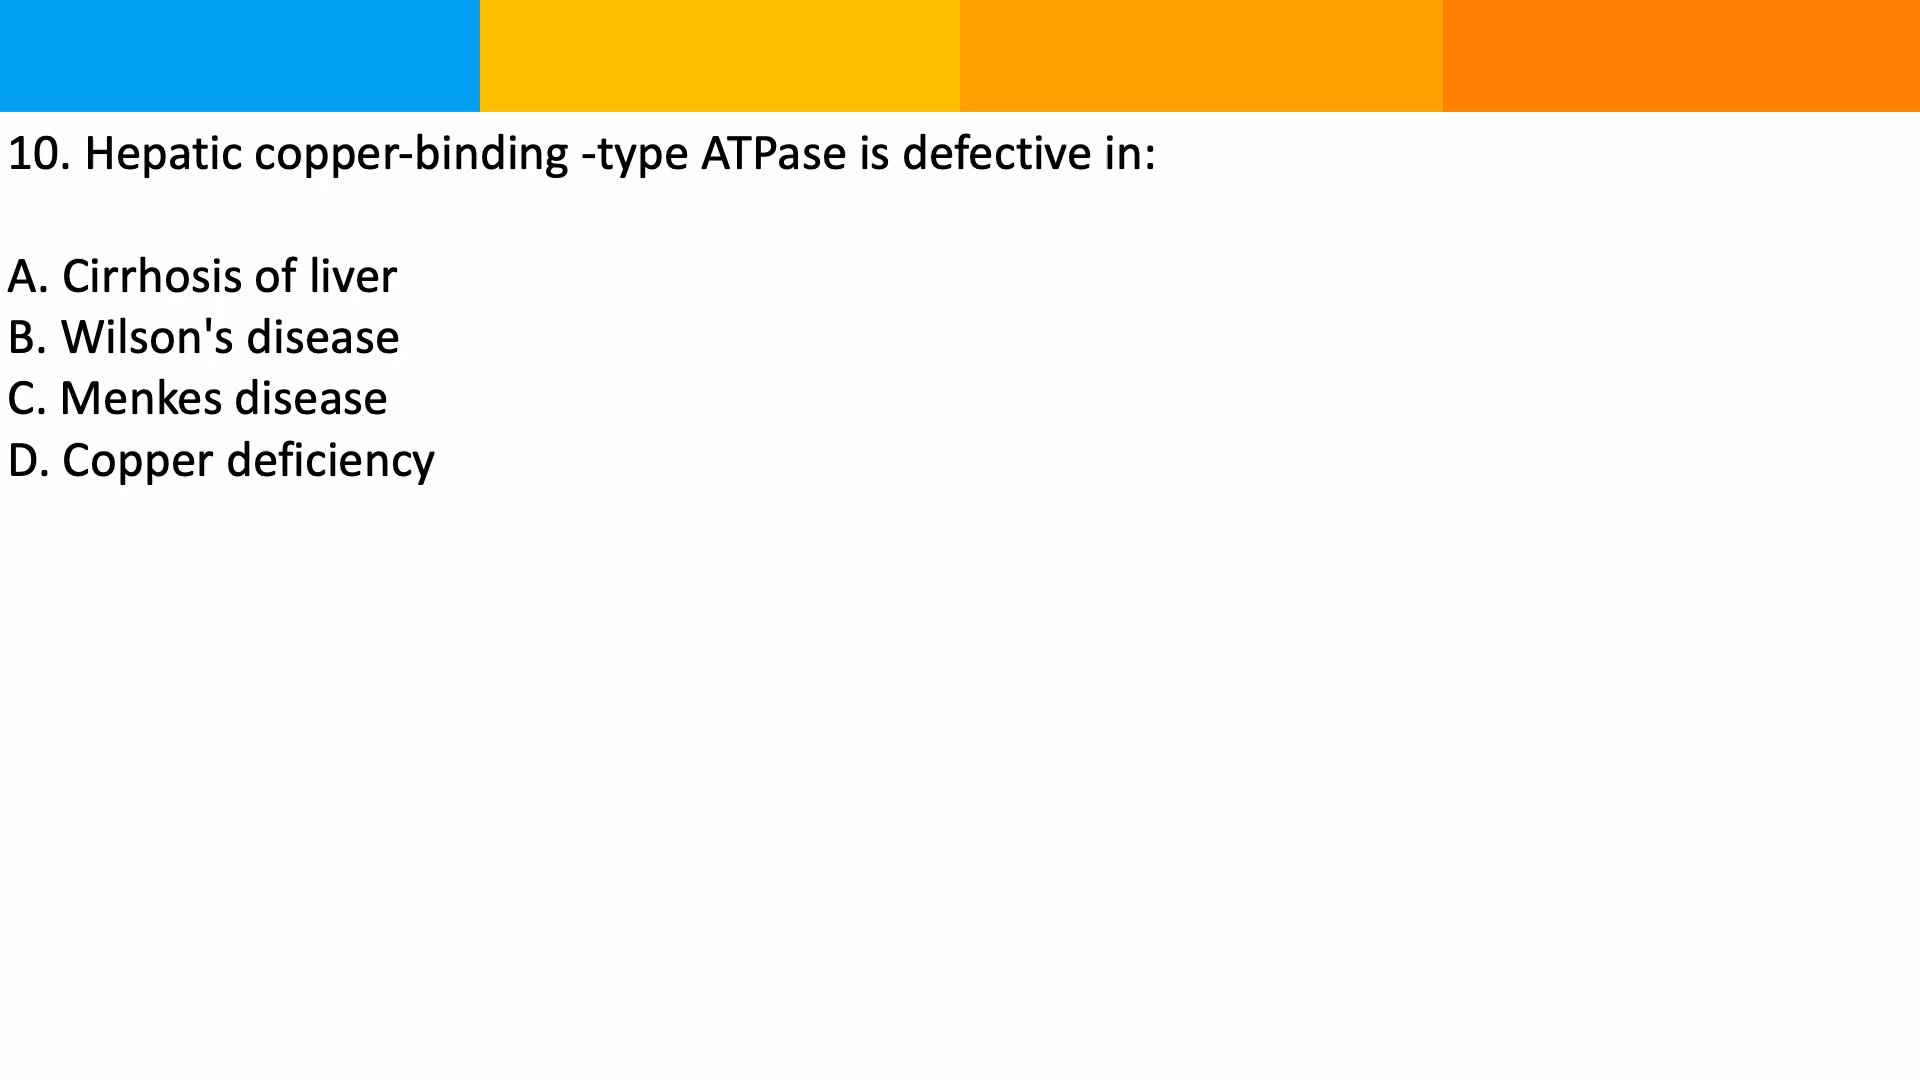 10. Hepatic copper-binding -type ATPase is defective in:
A. Cirrhosis of liver
B. Wilson's disease
C. Menkes disease
D. Copper deficiency